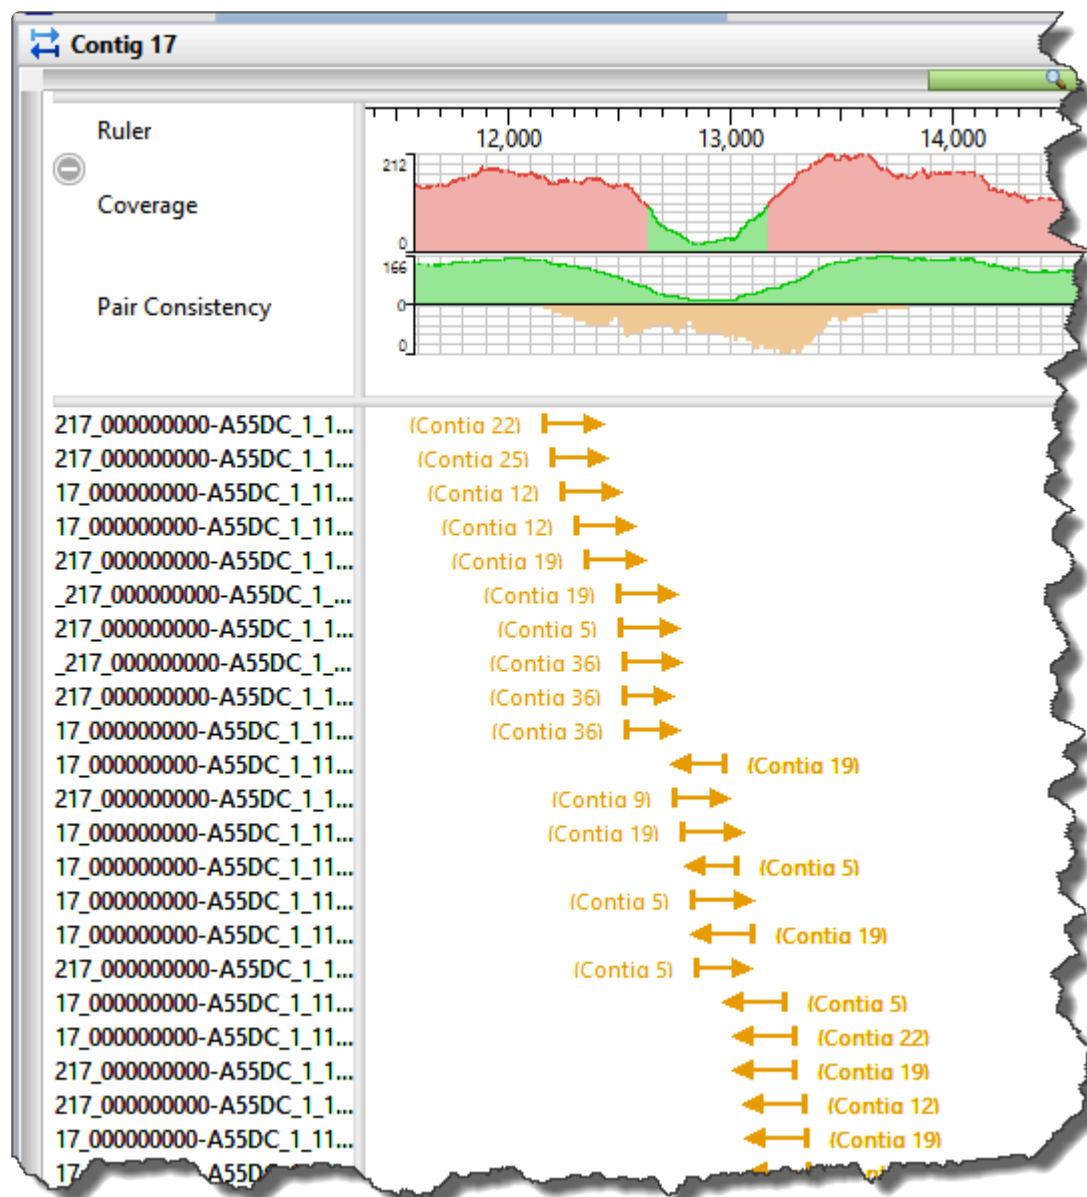 Contig 17
Ruler
12,000 13,000 14,000
212
Coverage
0
166
Pair Consistency
0
0
217_000000000-A55DC_1_1... (Contig 22)
217_000000000-A55DC_1_1... (Contig 25)
17_000000000-A55DC_1_11... (Contig 12)
17_000000000-A55DC_1_11... (Contig 12)
217_000000000-A55DC_1_1... (Contig 19)
_217_000000000-A55DC_1_... (Contig 19)
217_000000000-A55DC_1_1... (Contig 5)
_217_000000000-A55DC_1_... (Contig 36)
217_000000000-A55DC_1_1... (Contig 36)
17_000000000-A55DC_1_11... (Contig 36)
17_000000000-A55DC_1_11... (Contig 19)
217_000000000-A55DC_1_1... (Contig 9)
17_000000000-A55DC_1_11... (Contig 19)
17_000000000-A55DC_1_11... (Contig 5)
17_000000000-A55DC_1_11... (Contig 5)
17_000000000-A55DC_1_11... (Contig 19)
217_000000000-A55DC_1_1... (Contig 5)
17_000000000-A55DC_1_11... (Contig 5)
17_000000000-A55DC_1_11... (Contig 22)
217_000000000-A55DC_1_1... (Contig 19)
217_000000000-A55DC_1_1... (Contig 12)
17_000000000-A55DC_1_11... (Contig 19)